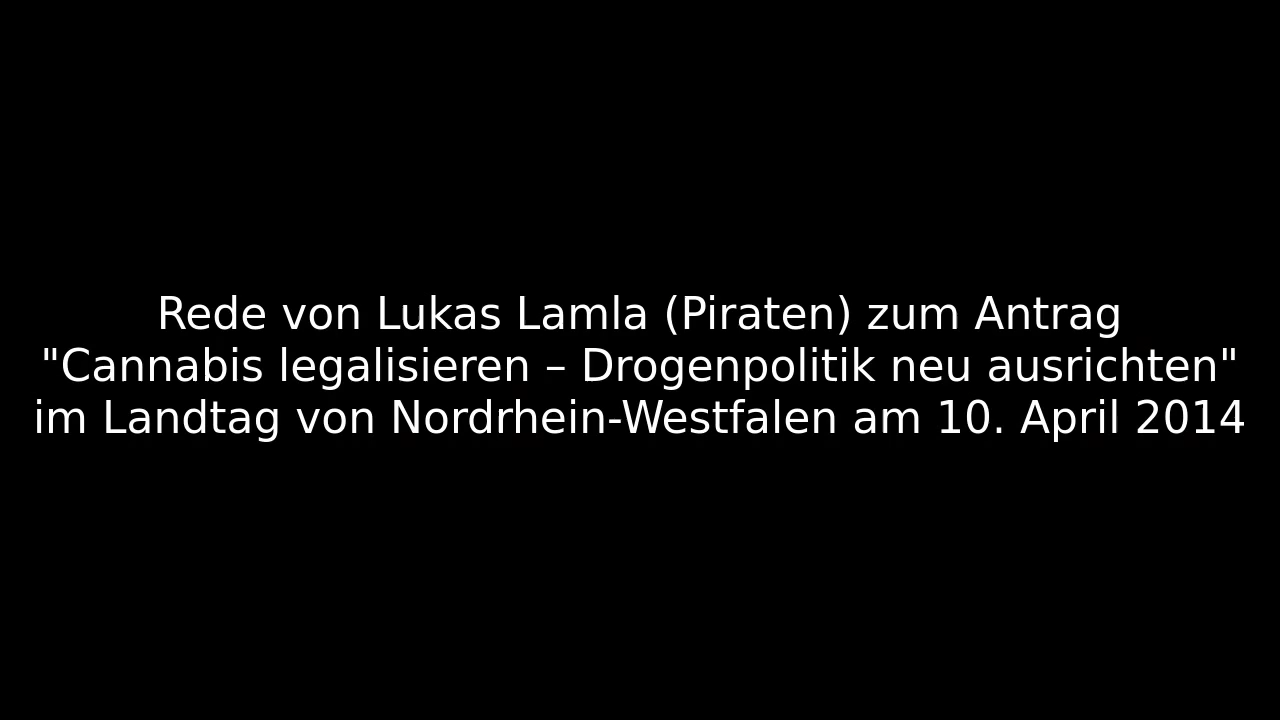 Rede von Lukas Lamla (Piraten) zum Antrag
"Cannabis legalisieren – Drogenpolitik neu ausrichten"
im Landtag von Nordrhein-Westfalen am 10. April 2014